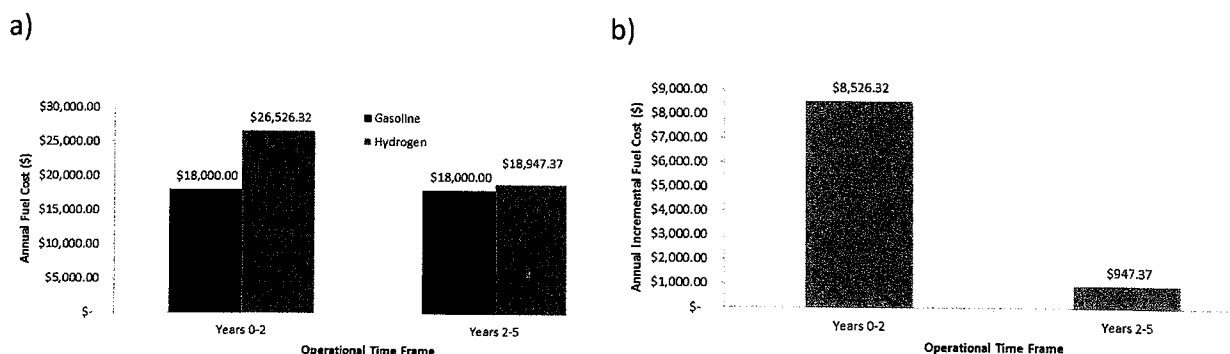 a)
Annual Fuel Cost ($)
$30,000.00
$25,000.00
$20,000.00
$15,000.00
$10,000.00
$5,000.00
$-
$18,000.00
$26,526.32
$18,000.00
$18,947.37
Gasoline
Hydrogen
Years 0-2
Years 2-5
Operational Time Frame
b)
Annual Incremental Fuel Cost ($)
$9,000.00
$8,000.00
$7,000.00
$6,000.00
$5,000.00
$4,000.00
$3,000.00
$2,000.00
$1,000.00
$-
$8,526.32
$947.37
Years 0-2
Years 2-5
Operational Time Frame